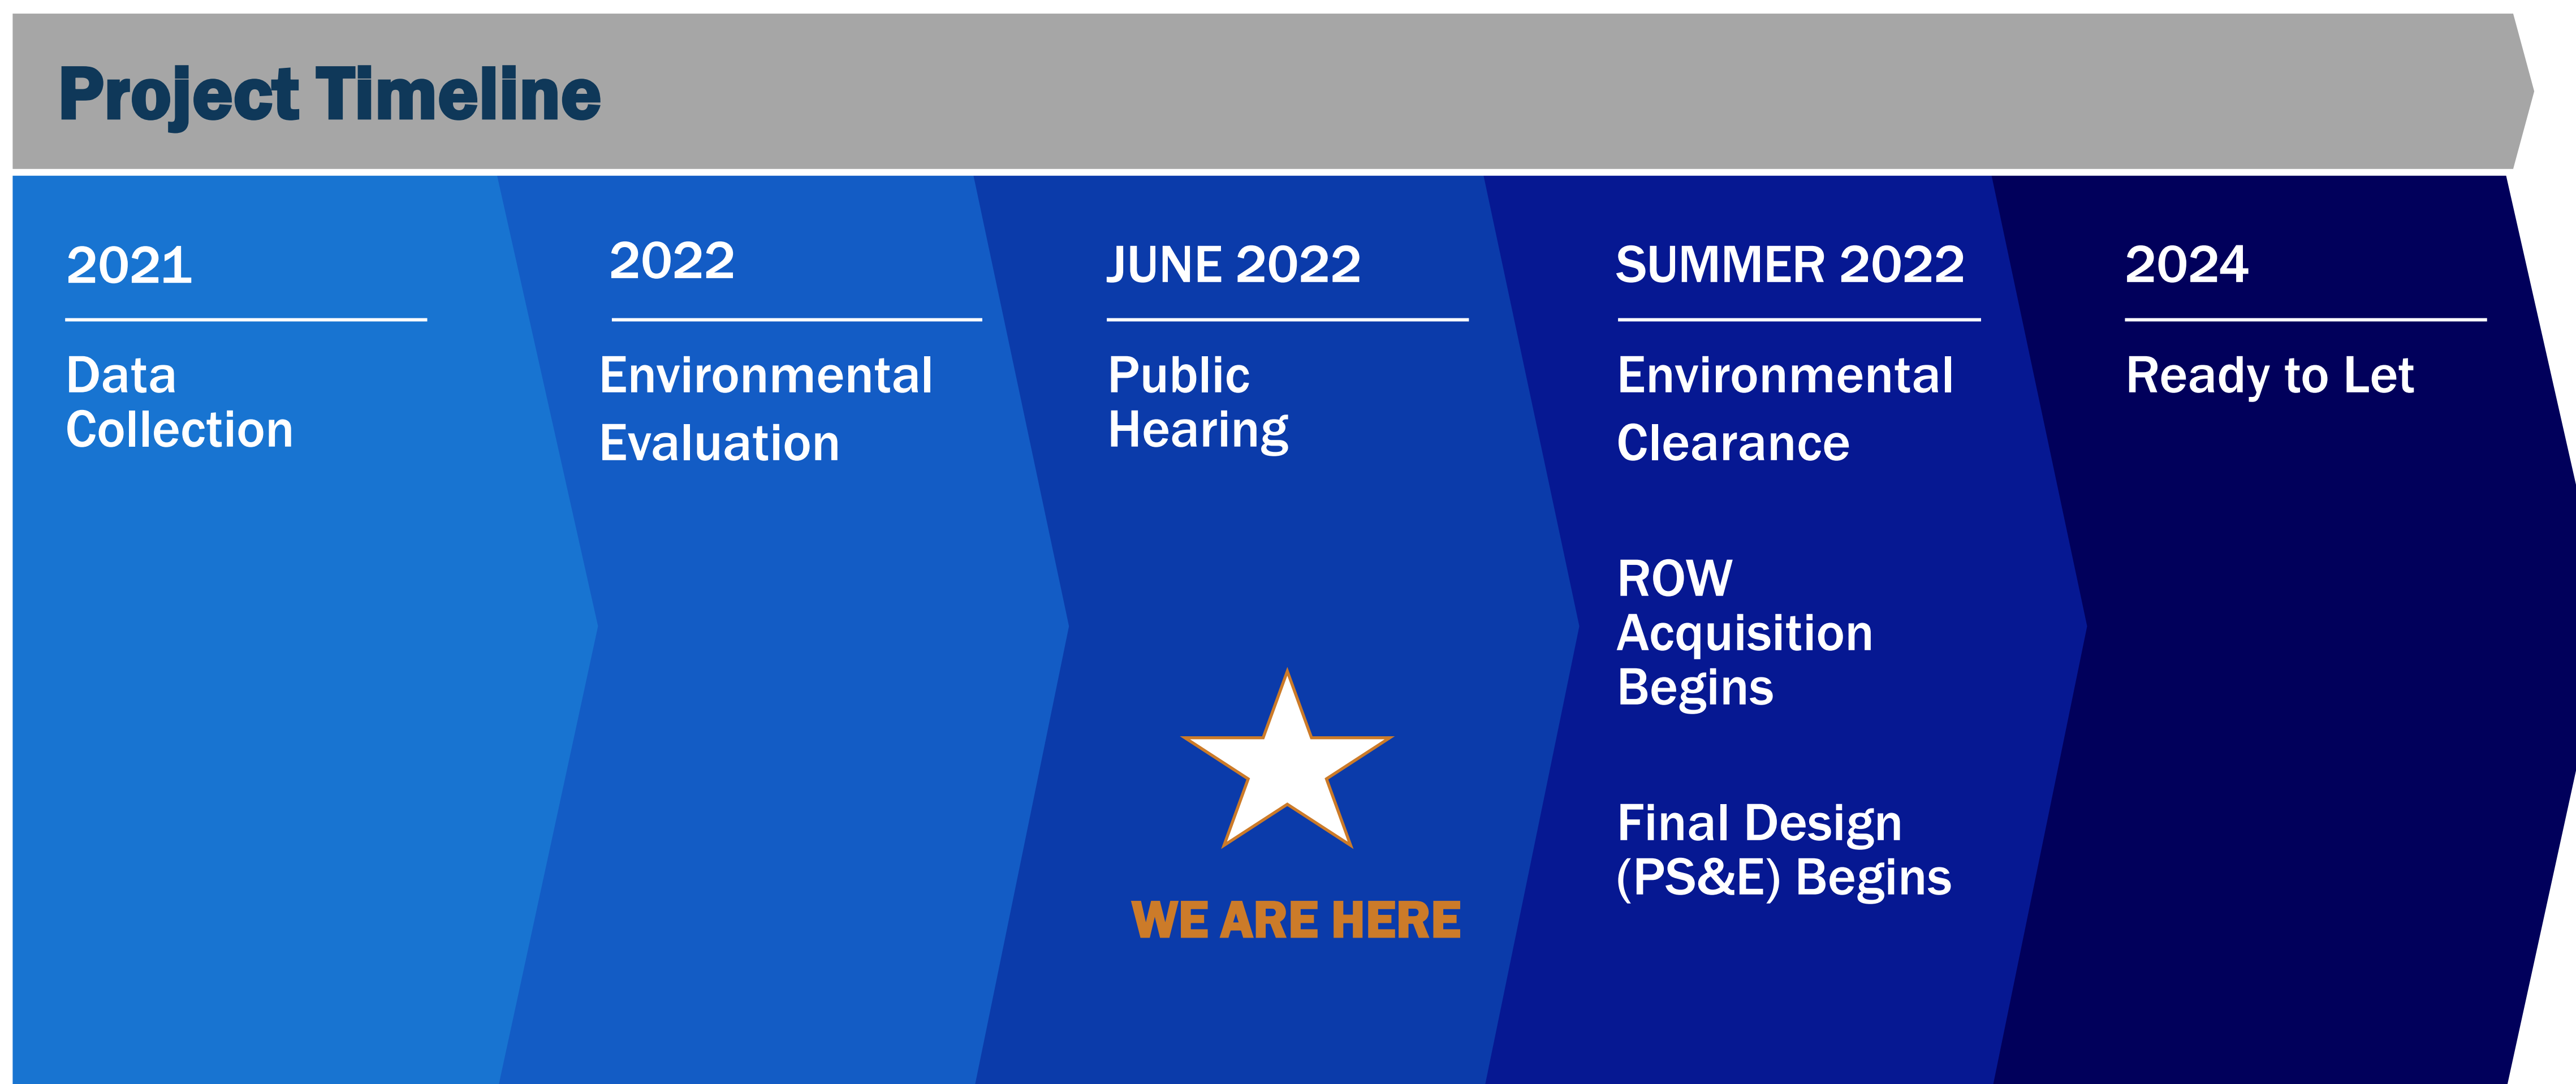 Project Timeline
2021
Data
Collection
2022
Environmental
Evaluation
JUNE 2022
Public
Hearing
WE ARE HERE
SUMMER 2022
Environmental
Clearance
ROW
Acquisition
Begins
Final Design
(PS&E) Begins
2024
Ready to Let